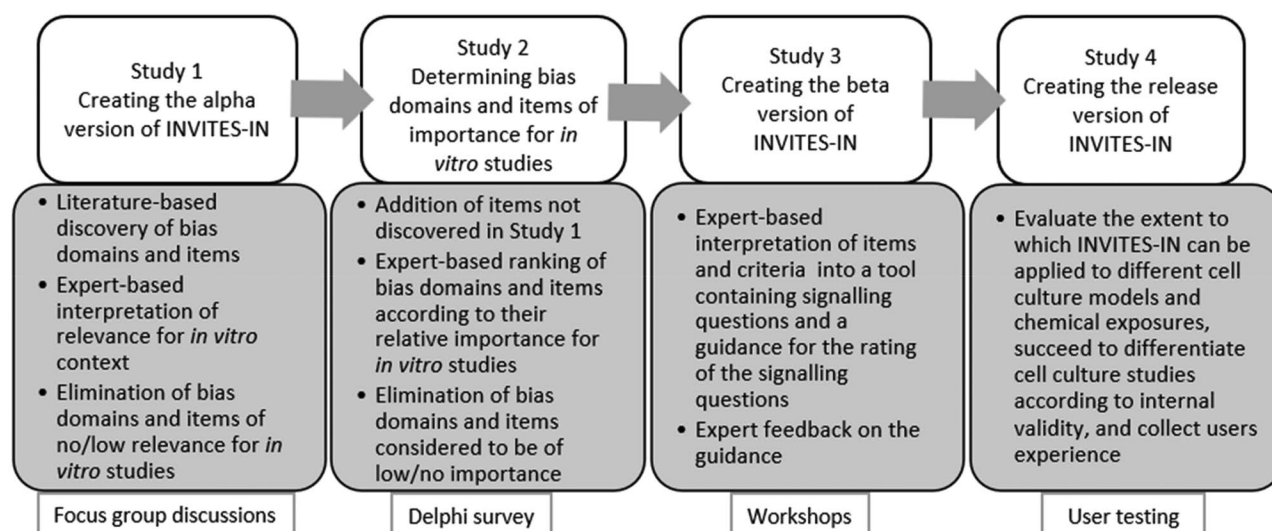 Study 1
Creating the alpha
version of INVITES-IN
Study 2
Determining bias
domains and items of
importance for in
vitro studies
Study 3
Creating the beta
version of
INVITES-IN
Study 4
Creating the release
version of
INVITES-IN
• Literature-based
discovery of bias
domains and items
• Expert-based
interpretation of
relevance for in vitro
context
• Elimination of bias
domains and items of
no/low relevance for in
vitro studies
• Addition of items not
discovered in Study 1
• Expert-based ranking of
bias domains and items
according to their
relative importance for
in vitro studies
• Elimination of bias
domains and items
considered to be of
low/no importance
• Expert-based
interpretation of items
and criteria into a tool
containing signalling
questions and a
guidance for the rating
of the signalling
questions
• Expert feedback on the
guidance
• Evaluate the extent to
which INVITES-IN can be
applied to different cell
culture models and
chemical exposures,
succeed to differentiate
cell culture studies
according to internal
validity, and collect users
experience
Focus group discussions
Delphi survey
Workshops
User testing